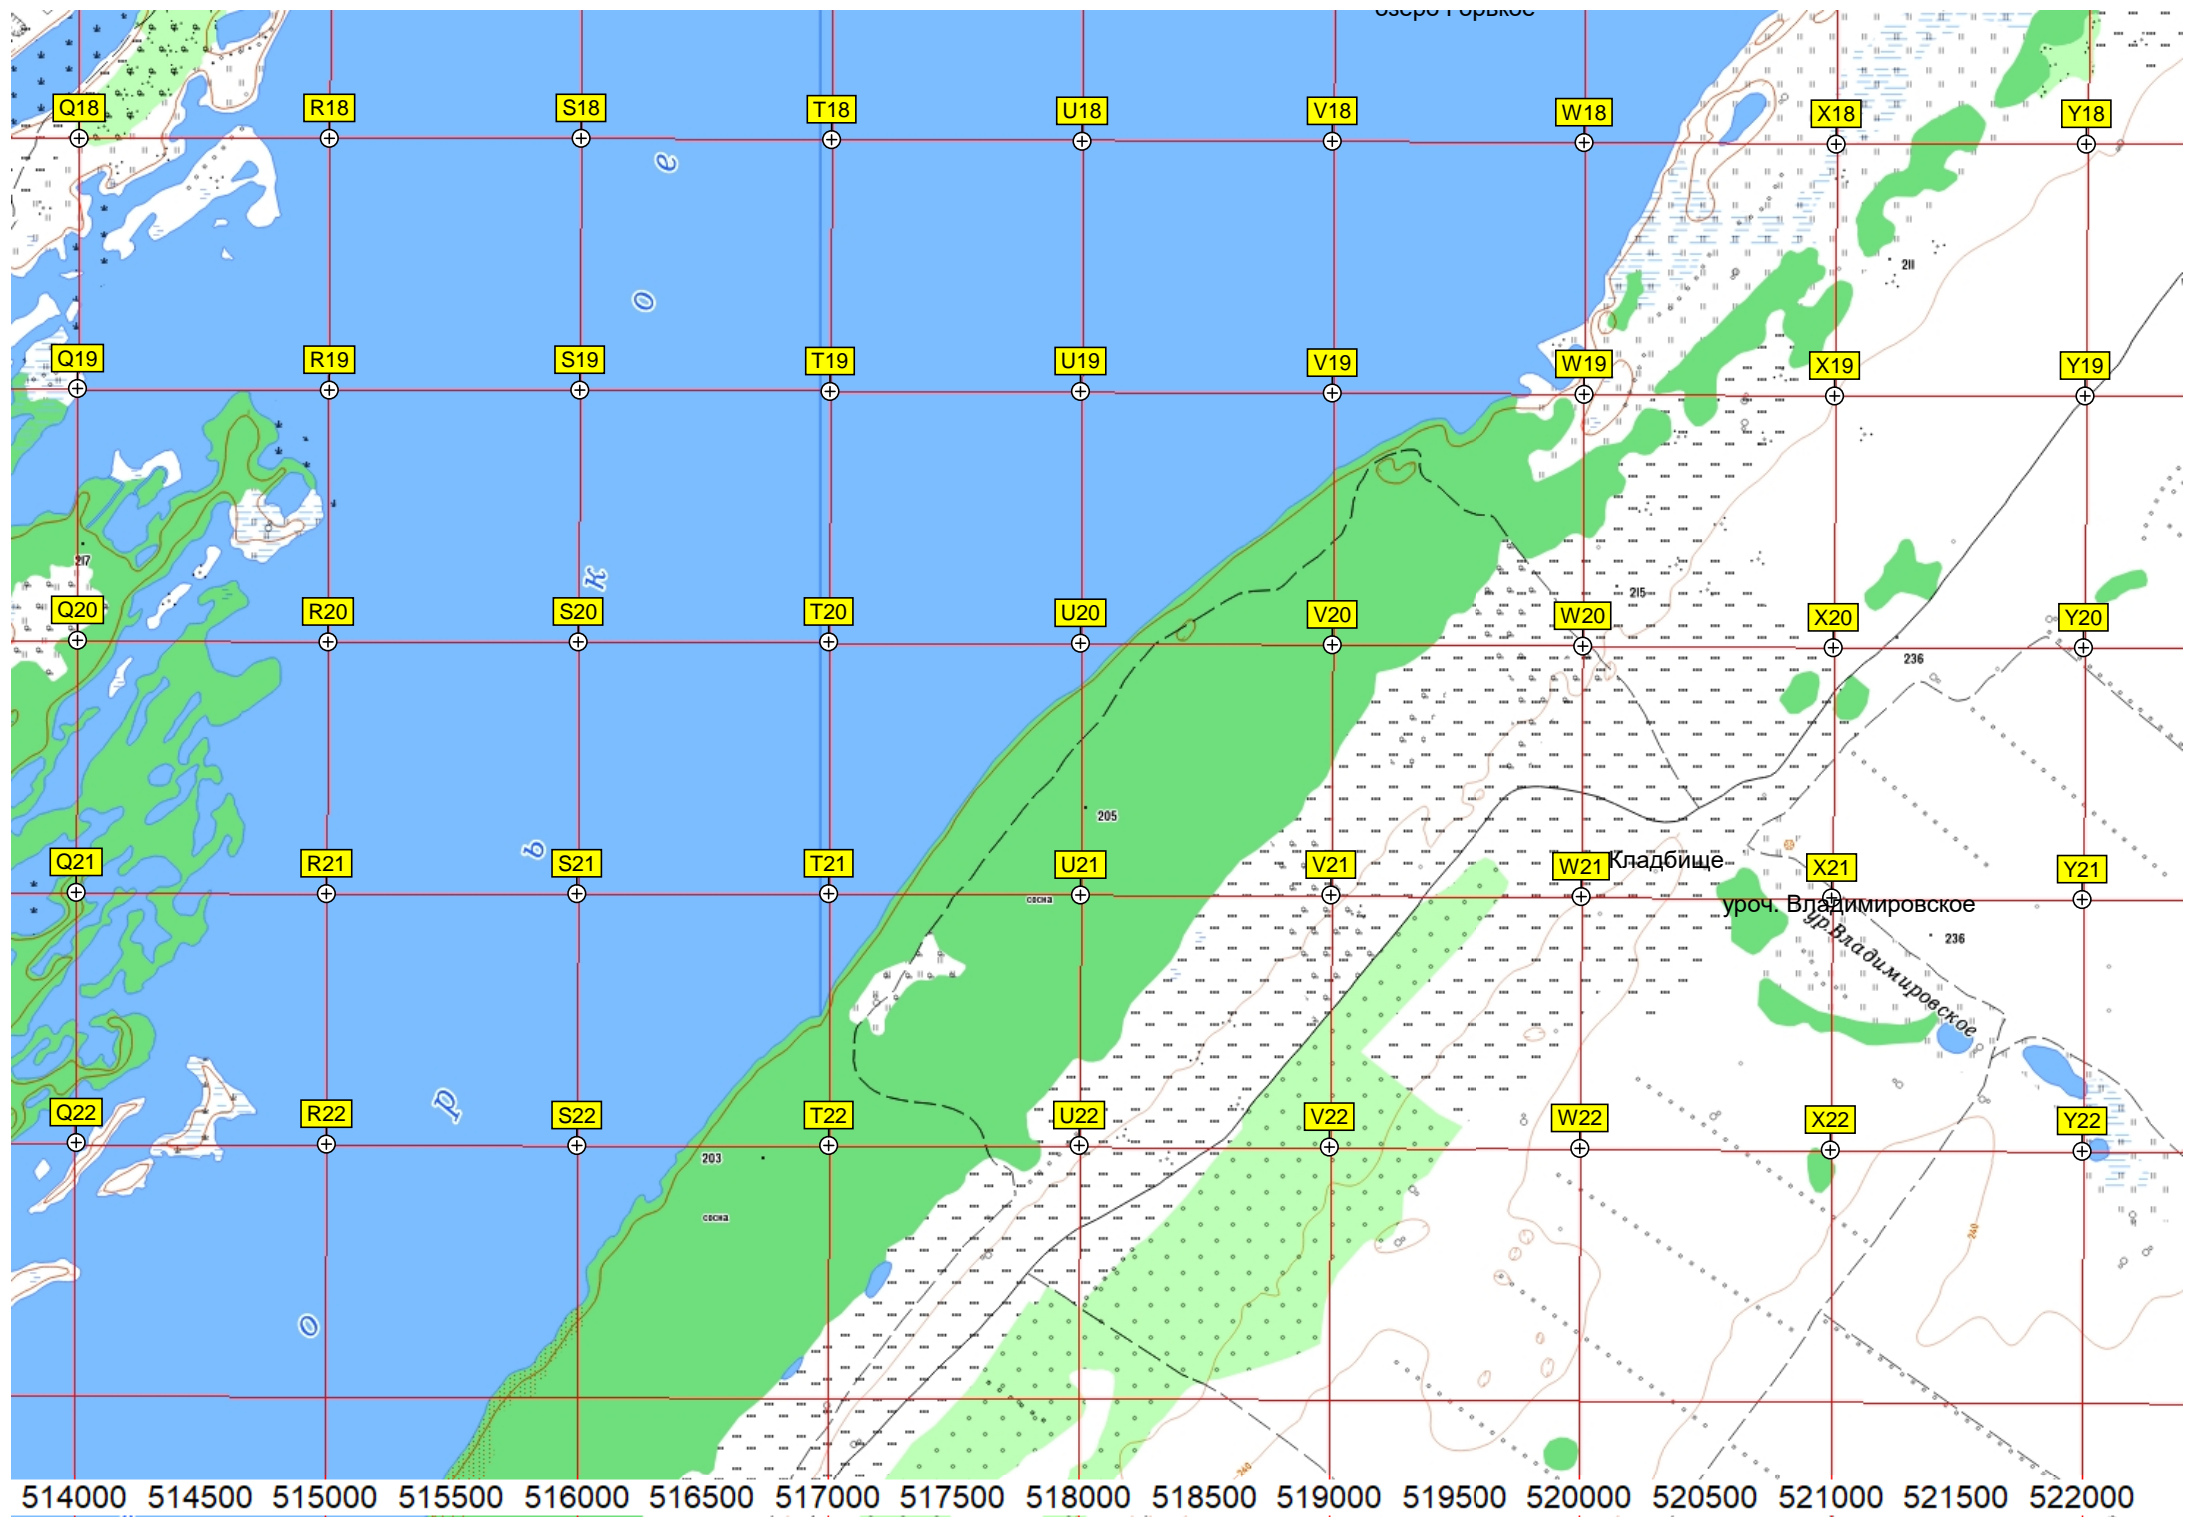 озеро Горькое
Q18 R18 S18 T18 U18 V18 W18 X18 Y18
е
211
о
Q19 R19 S19 T19 U19 V19 W19 X19 Y19
217
к
215
Q20 R20 S20 T20 U20 V20 W20 X20 Y20
236
205
ь
Q21 R21 S21 T21 U21 V21 W21 Кладбище X21 Y21
сосна
уроч. Владимировское
ур.Владимировское
236
р
Q22 R22 S22 T22 U22 V22 W22 X22 Y22
203
сосна
240
о
240
514000 514500 515000 515500 516000 516500 517000 517500 518000 518500 519000 519500 520000 520500 521000 521500 522000